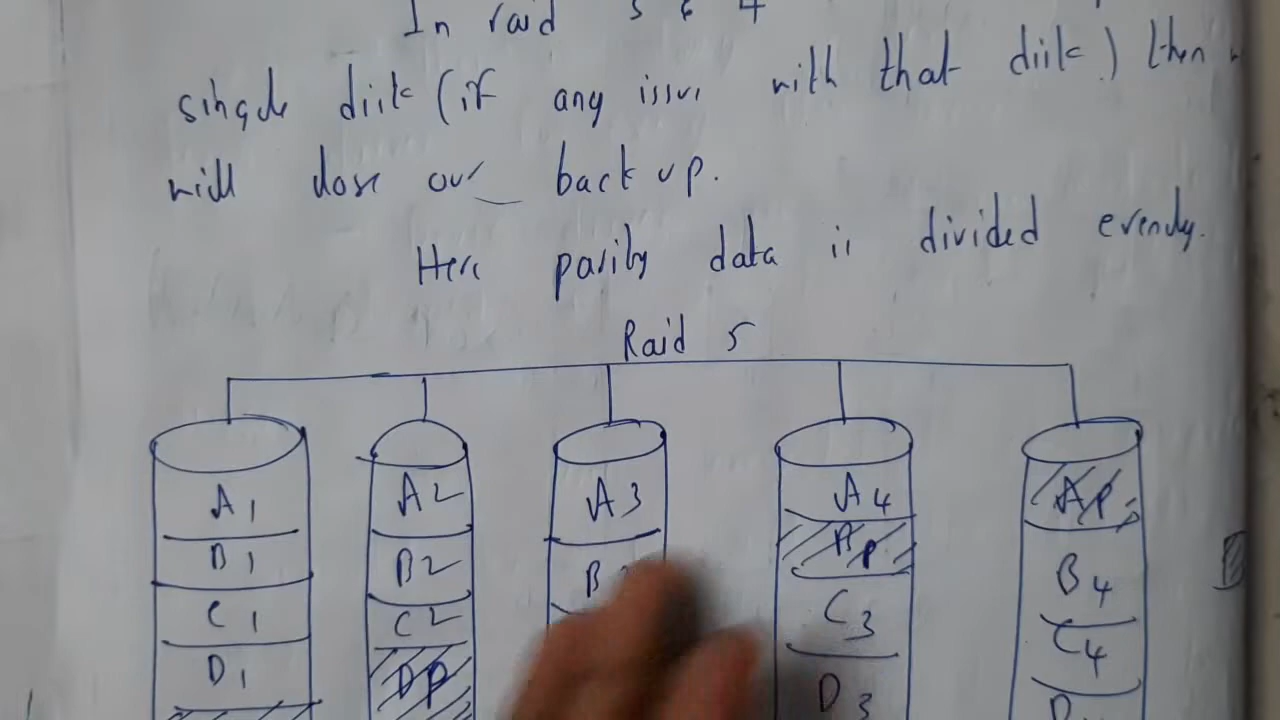 In raid 3 & 4
single disk (if any issue with that disk) then
will lose our back up.
Here parity data is divided evenly.
Raid 5
A1 A2 A3 A4 AP
B1 B2 BP B4
C1 C2 C3 C4
D1 DP D3